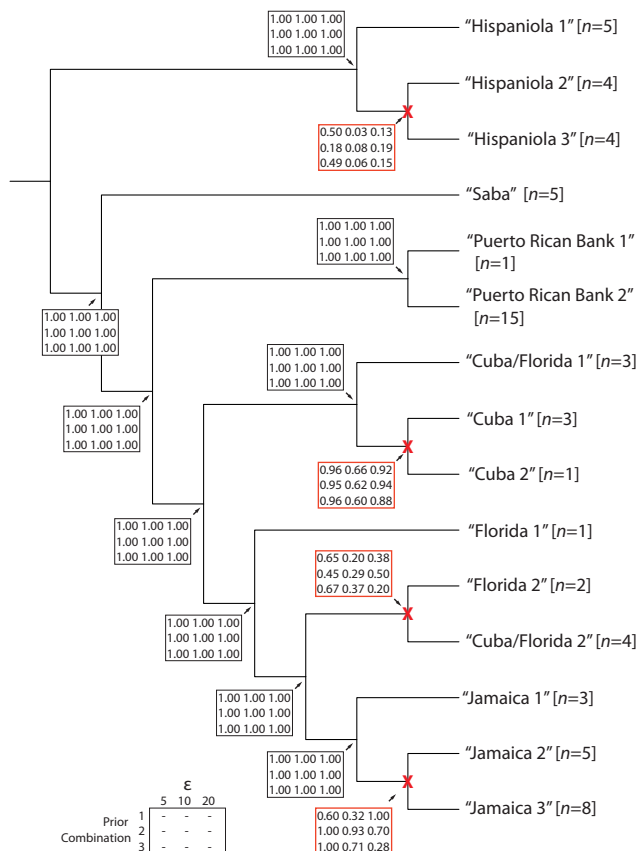 1.00 1.00 1.00
1.00 1.00 1.00
1.00 1.00 1.00
“Hispaniola 1” [n=5]
“Hispaniola 2” [n=4]
0.50 0.03 0.13
0.18 0.08 0.19
0.49 0.06 0.15
“Hispaniola 3” [n=4]
“Saba” [n=5]
1.00 1.00 1.00
1.00 1.00 1.00
1.00 1.00 1.00
“Puerto Rican Bank 1”
[n=1]
“Puerto Rican Bank 2”
[n=15]
1.00 1.00 1.00
1.00 1.00 1.00
1.00 1.00 1.00
1.00 1.00 1.00
1.00 1.00 1.00
1.00 1.00 1.00
“Cuba/Florida 1” [n=3]
1.00 1.00 1.00
1.00 1.00 1.00
1.00 1.00 1.00
“Cuba 1” [n=3]
0.96 0.66 0.92
0.95 0.62 0.94
0.96 0.60 0.88
“Cuba 2” [n=1]
1.00 1.00 1.00
1.00 1.00 1.00
1.00 1.00 1.00
“Florida 1” [n=1]
0.65 0.20 0.38
0.45 0.29 0.50
0.67 0.37 0.20
“Florida 2” [n=2]
1.00 1.00 1.00
1.00 1.00 1.00
1.00 1.00 1.00
“Cuba/Florida 2” [n=4]
1.00 1.00 1.00
1.00 1.00 1.00
1.00 1.00 1.00
“Jamaica 1” [n=3]
1.00 1.00 1.00
1.00 1.00 1.00
1.00 1.00 1.00
“Jamaica 2” [n=5]
0.60 0.32 1.00
1.00 0.93 0.70
1.00 0.71 0.28
“Jamaica 3” [n=8]
ε
5 10 20
Prior
Combination
1 - - -
2 - - -
3 - - -